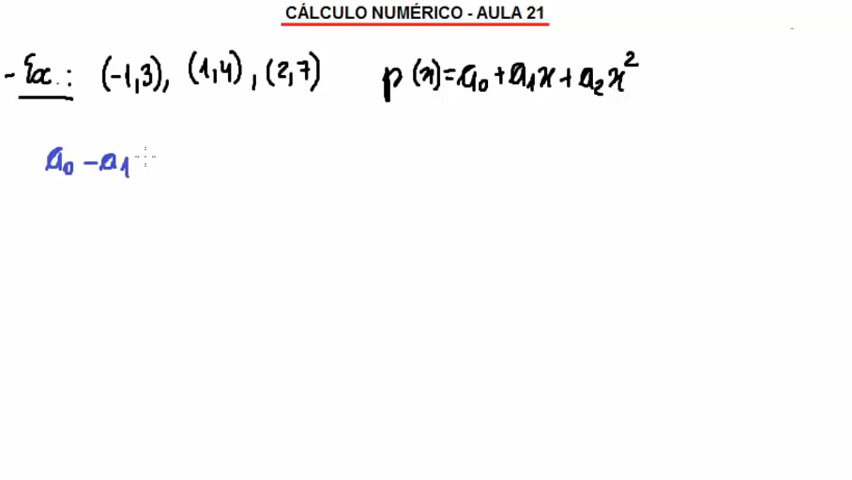 CÁLCULO NUMÉRICO - AULA 21
- Ex.: (-1,3), (1,4), (2,7) p(x)=a₀+a₁x+a₂x²
a₀ -a₁